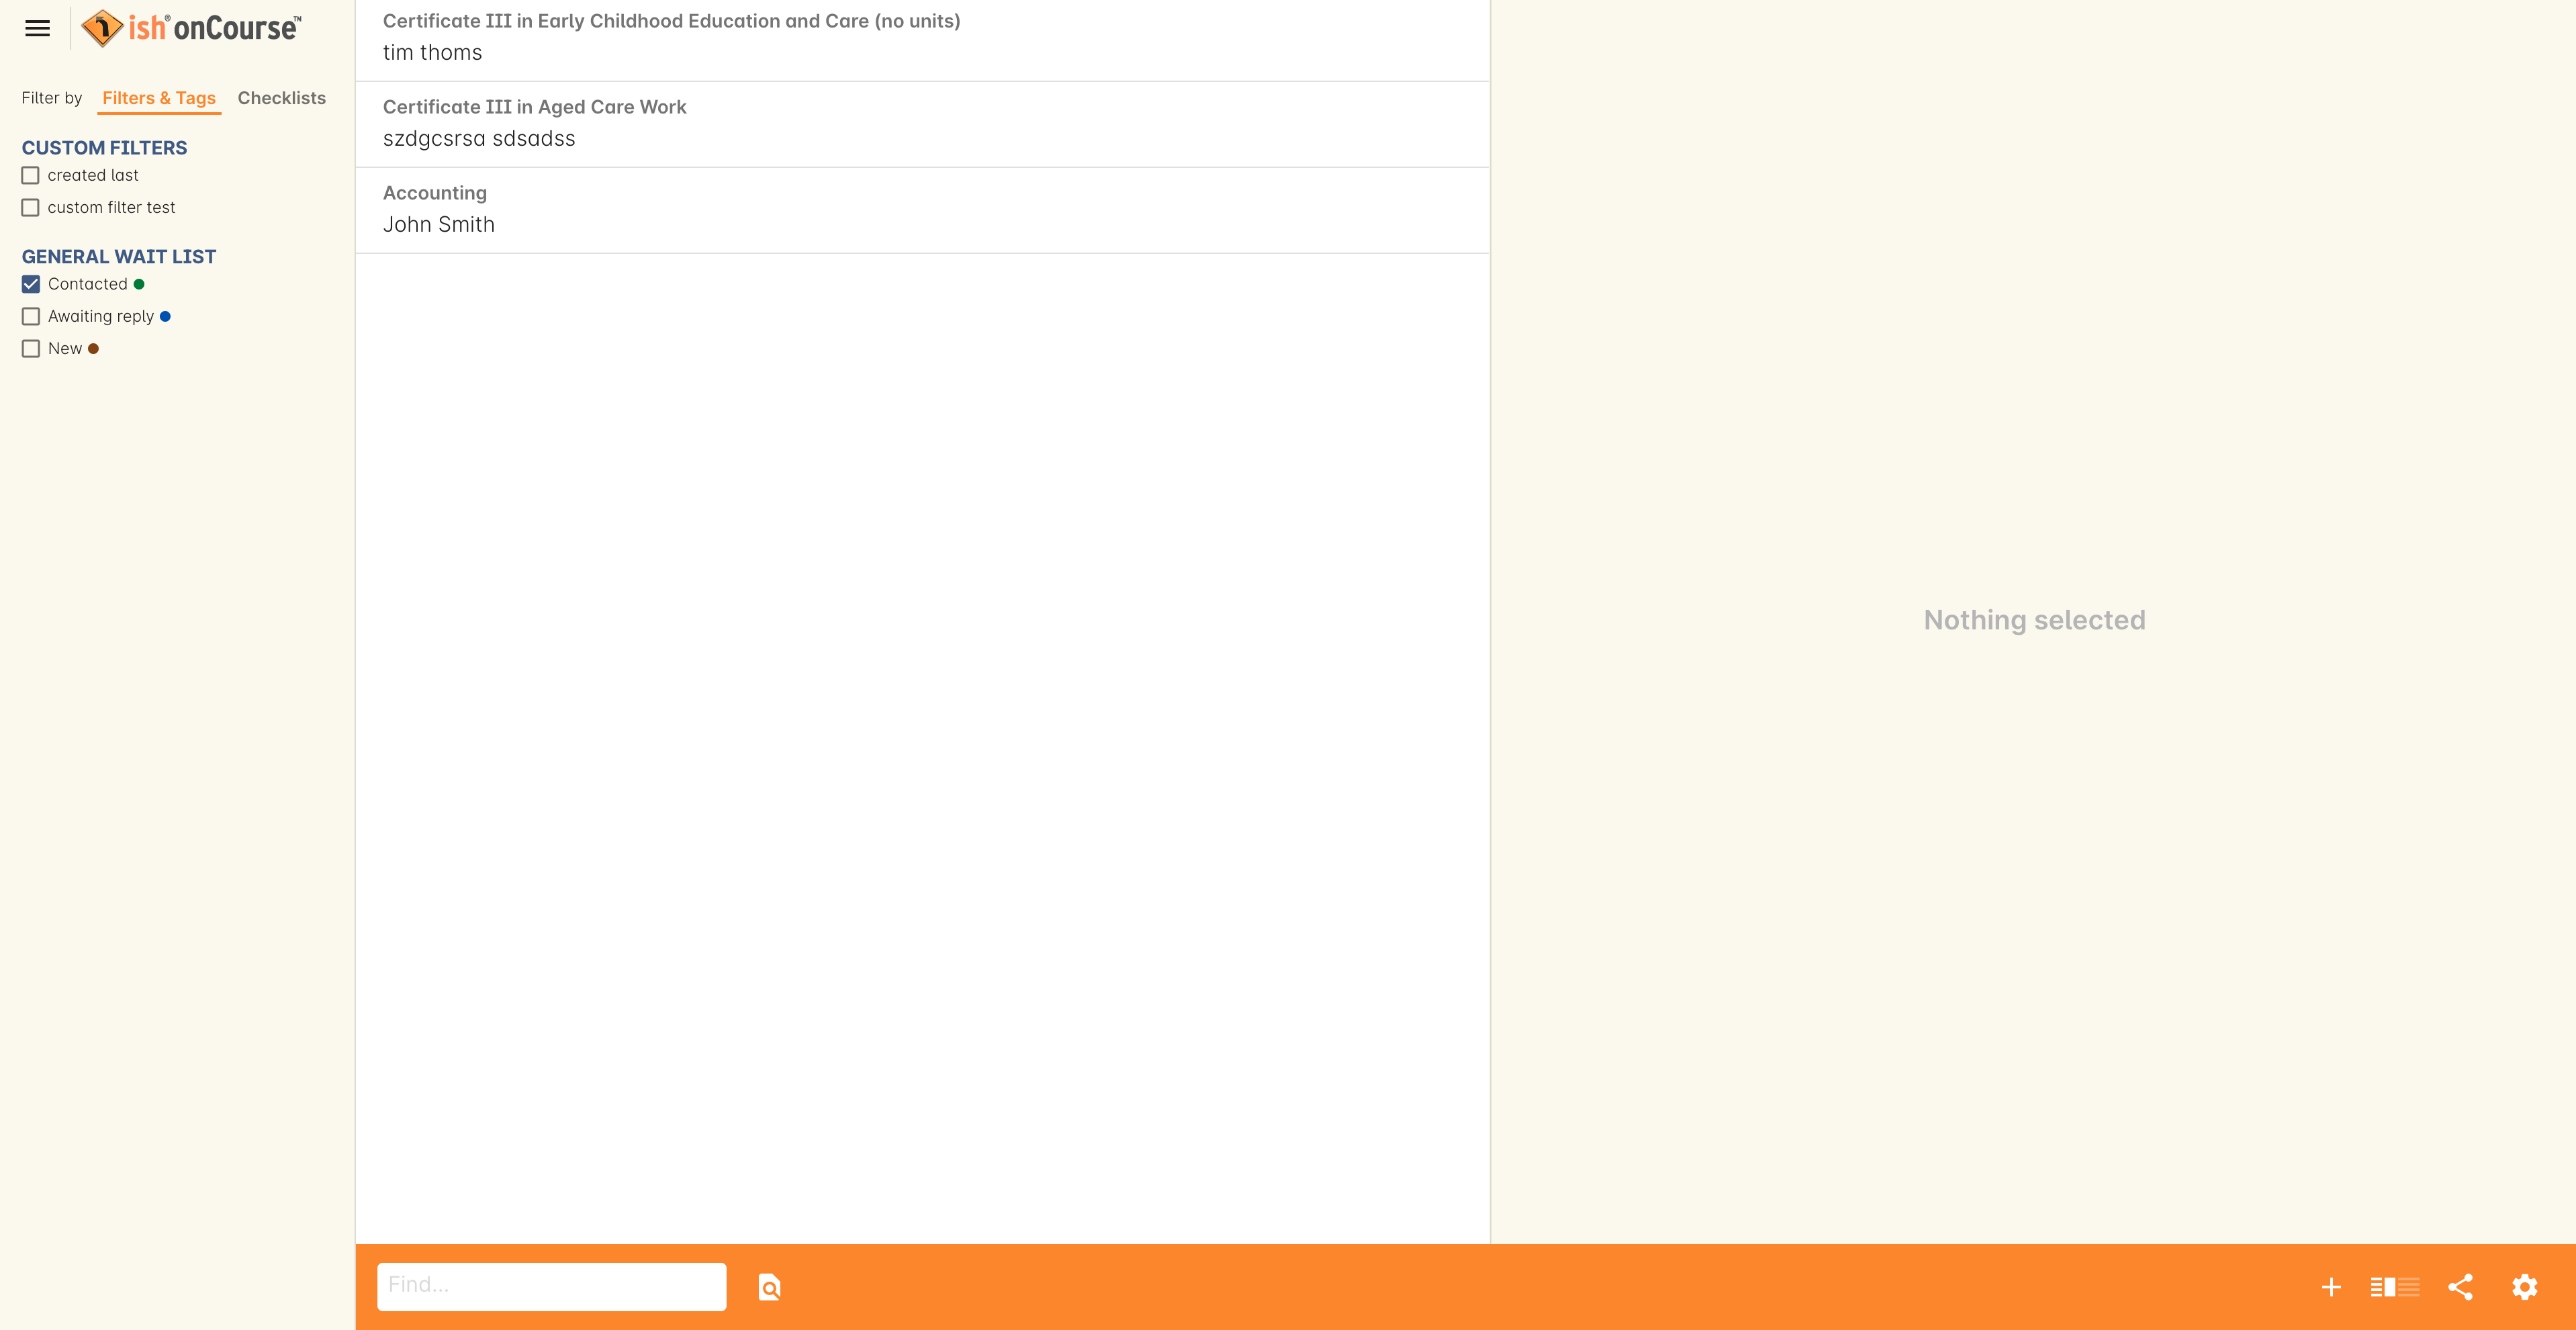 ish® onCourse™
Filter by Filters & Tags Checklists
CUSTOM FILTERS
created last
custom filter test
GENERAL WAIT LIST
Contacted
Awaiting reply
New
Certificate III in Early Childhood Education and Care (no units)
tim thoms
Certificate III in Aged Care Work
szdgcsrsa sdsadss
Accounting
John Smith
Nothing selected
Find...